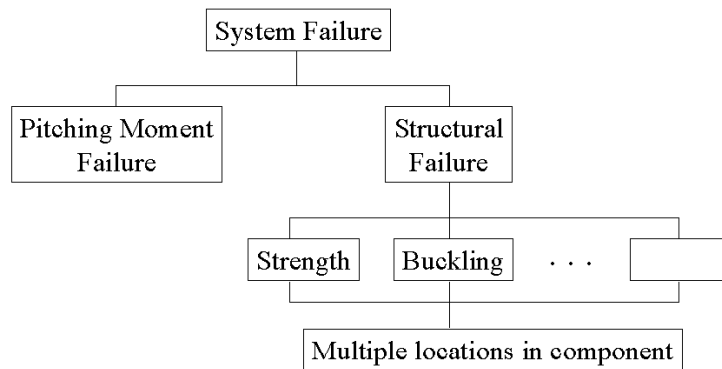 System Failure
Pitching Moment
Failure
Structural
Failure
Strength
Buckling
. . .
Multiple locations in component